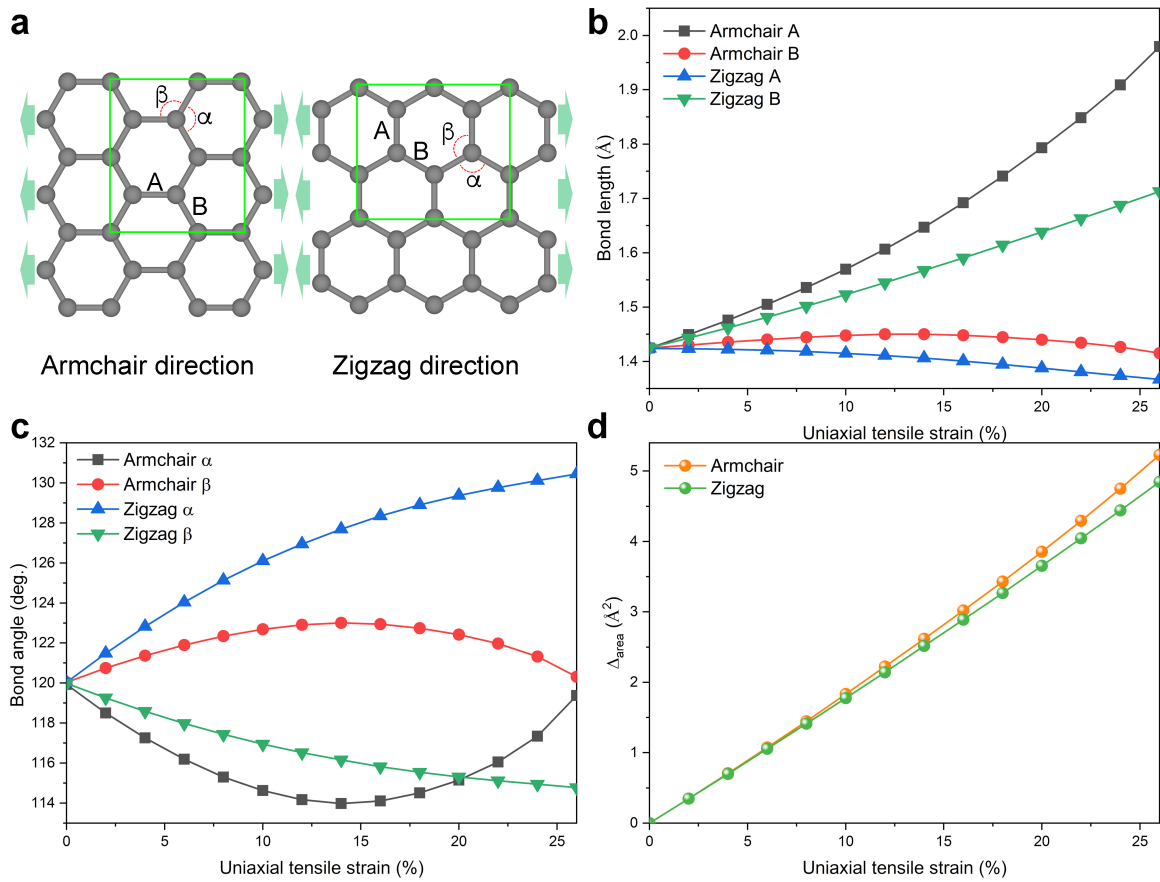 a
β
α
A
B
Armchair direction
A
B
β
α
Zigzag direction
b
Armchair A
Armchair B
Zigzag A
Zigzag B
2.0
1.9
1.8
1.7
1.6
1.5
1.4
Bond length (Å)
0
5
10
15
20
25
Uniaxial tensile strain (%)
c
Armchair α
Armchair β
Zigzag α
Zigzag β
132
130
128
126
124
122
120
118
116
114
Bond angle (deg.)
0
5
10
15
20
25
Uniaxial tensile strain (%)
d
Armchair
Zigzag
5
4
3
2
1
0
Δarea (Å²)
0
5
10
15
20
25
Uniaxial tensile strain (%)